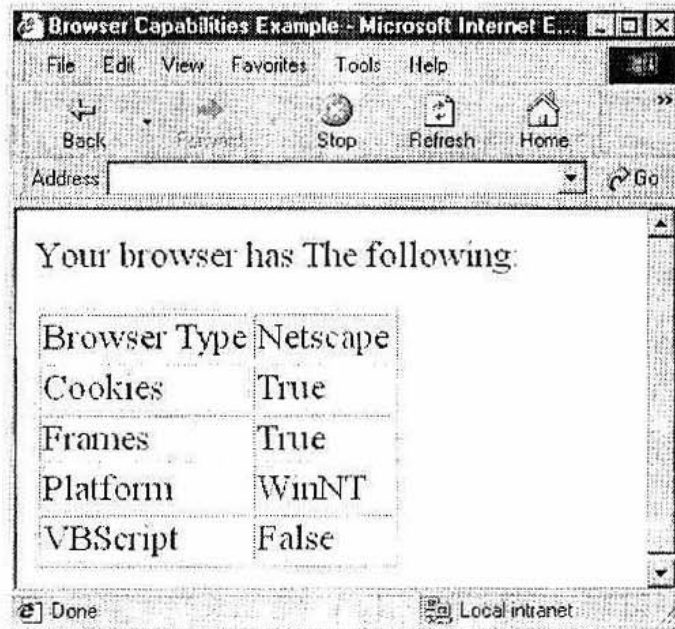 Browser Capabilities Example - Microsoft Internet E...
File Edit View Favorites Tools Help
Back Forward Stop Refresh Home »
Address Go
Your browser has The following:
Browser Type Netscape
Cookies True
Frames True
Platform WinNT
VBScript False
Done Local intranet